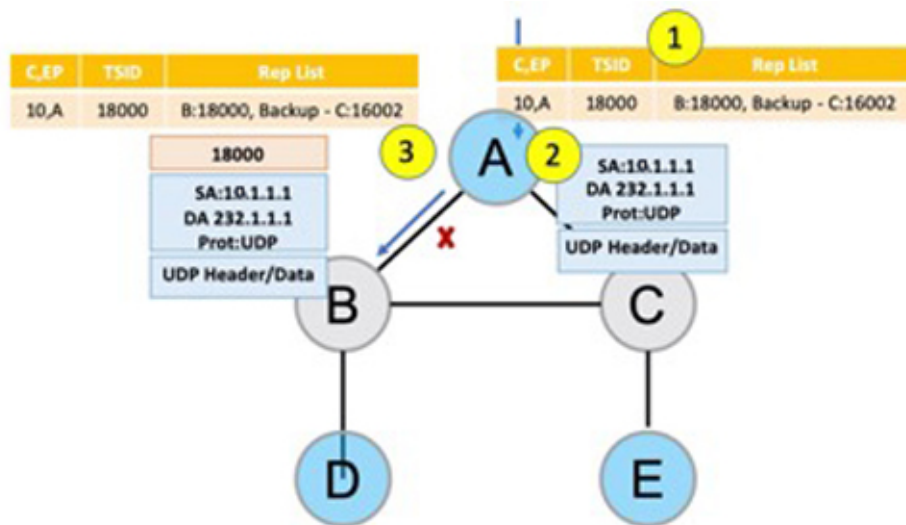 1
C,EP TSID Rep List
10,A 18000 B:18000, Backup - C:16002
C,EP TSID Rep List
10,A 18000 B:18000, Backup - C:16002
18000
SA:10.1.1.1
DA 232.1.1.1
Prot:UDP
UDP Header/Data
3
A
2
SA:10.1.1.1
DA 232.1.1.1
Prot:UDP
UDP Header/Data
X
B
C
D
E